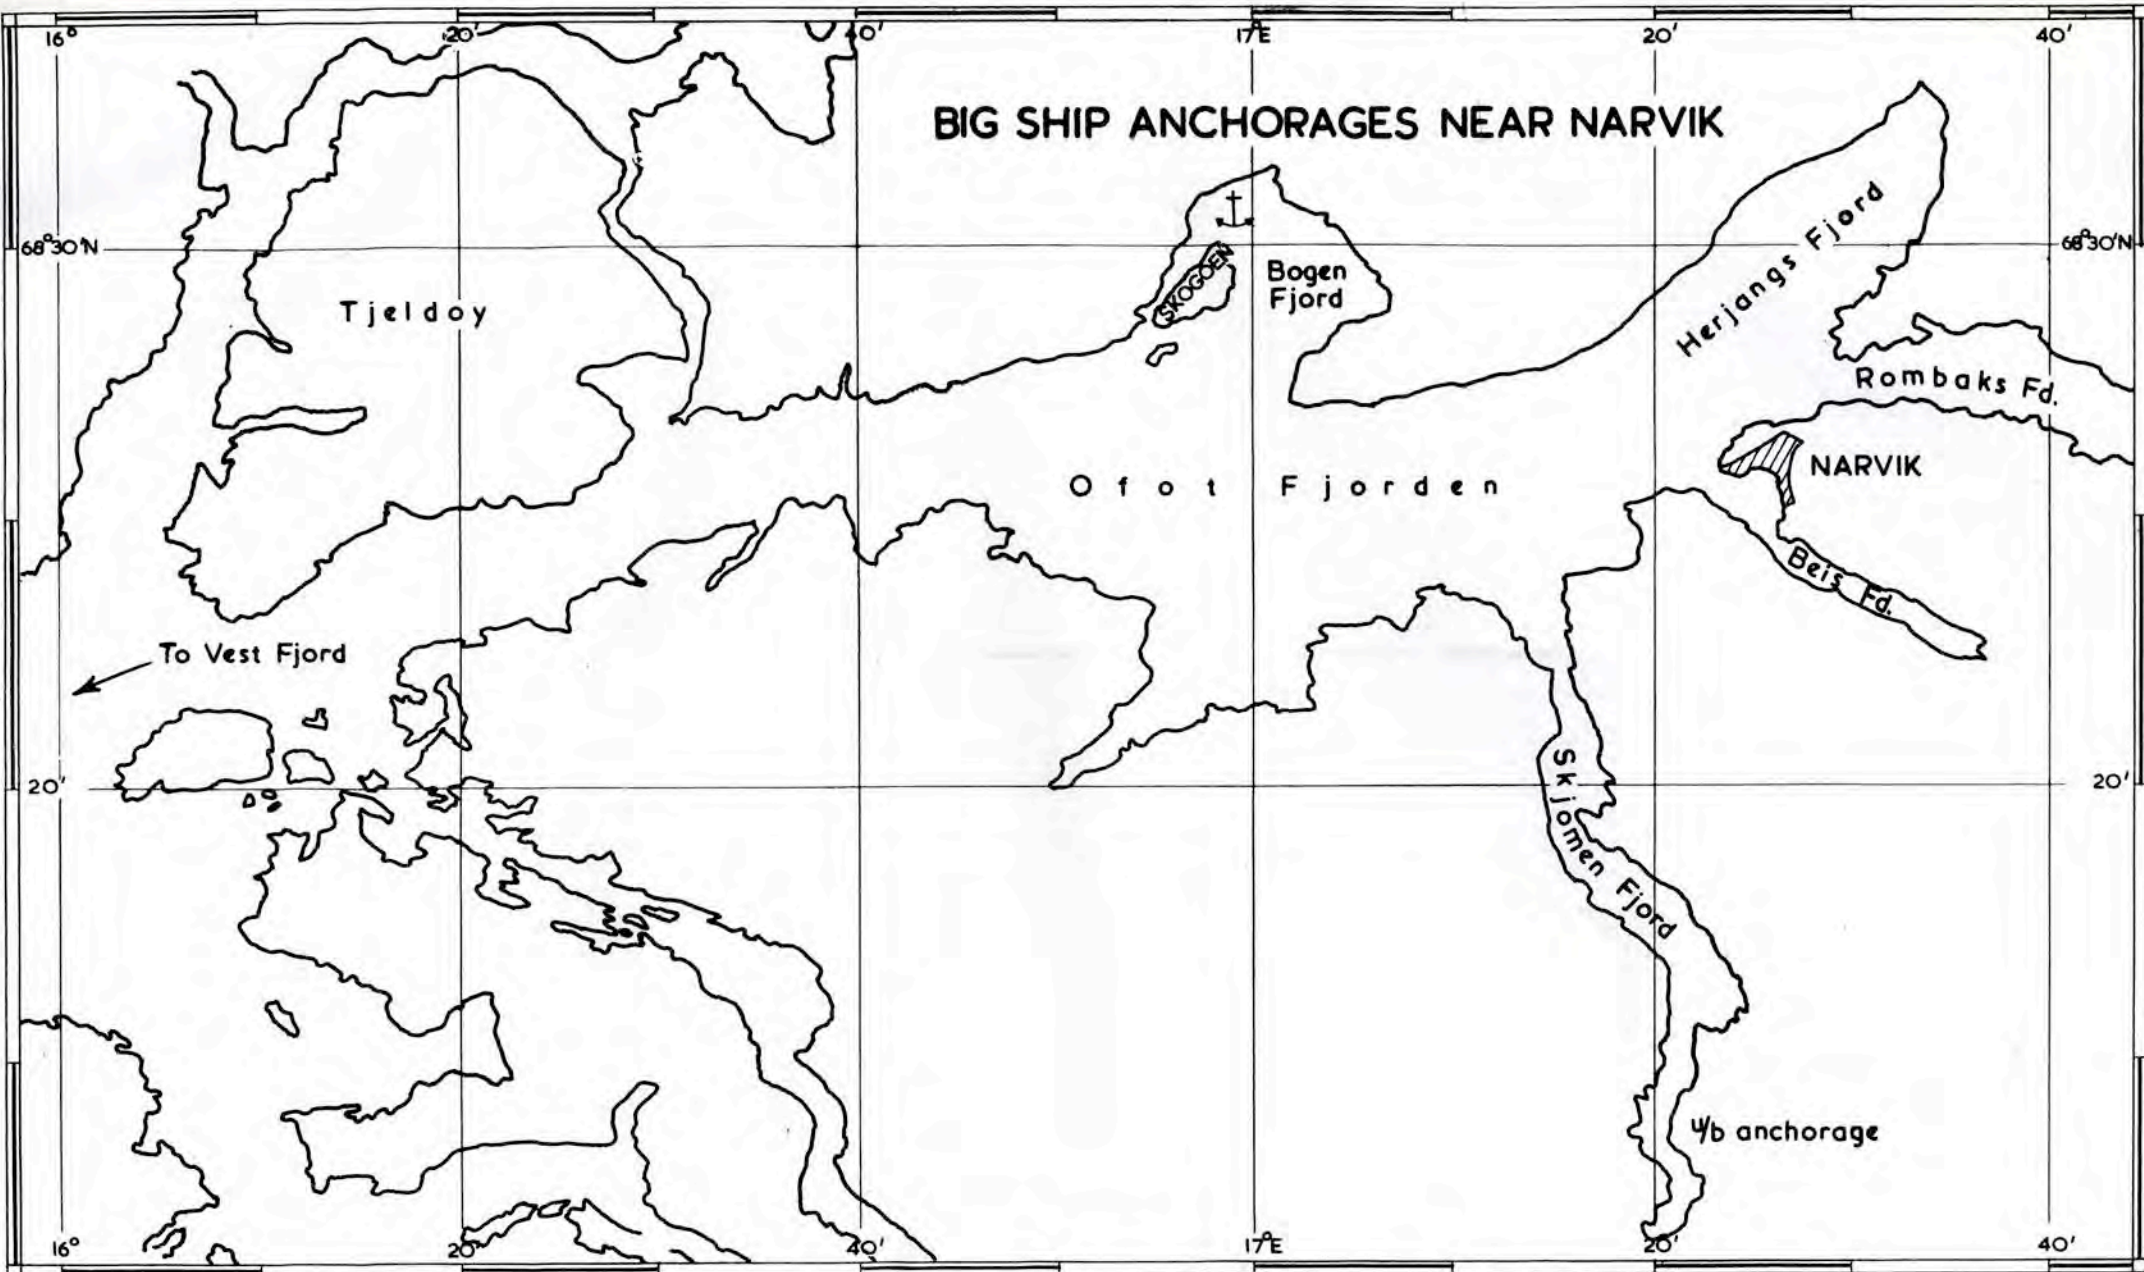 16° 20' 40' 17°E 20' 40'
BIG SHIP ANCHORAGES NEAR NARVIK
68°30'N 68°30'N
Tjeldoy
SKOGOEN
Bogen
Fjord
Herjangs Fjord
Rombaks Fd.
NARVIK
Ofot Fjorden
Beis Fd.
To Vest Fjord
20' 20'
Skjomen Fjord
u/b anchorage
16° 20' 40' 17°E 20' 40'